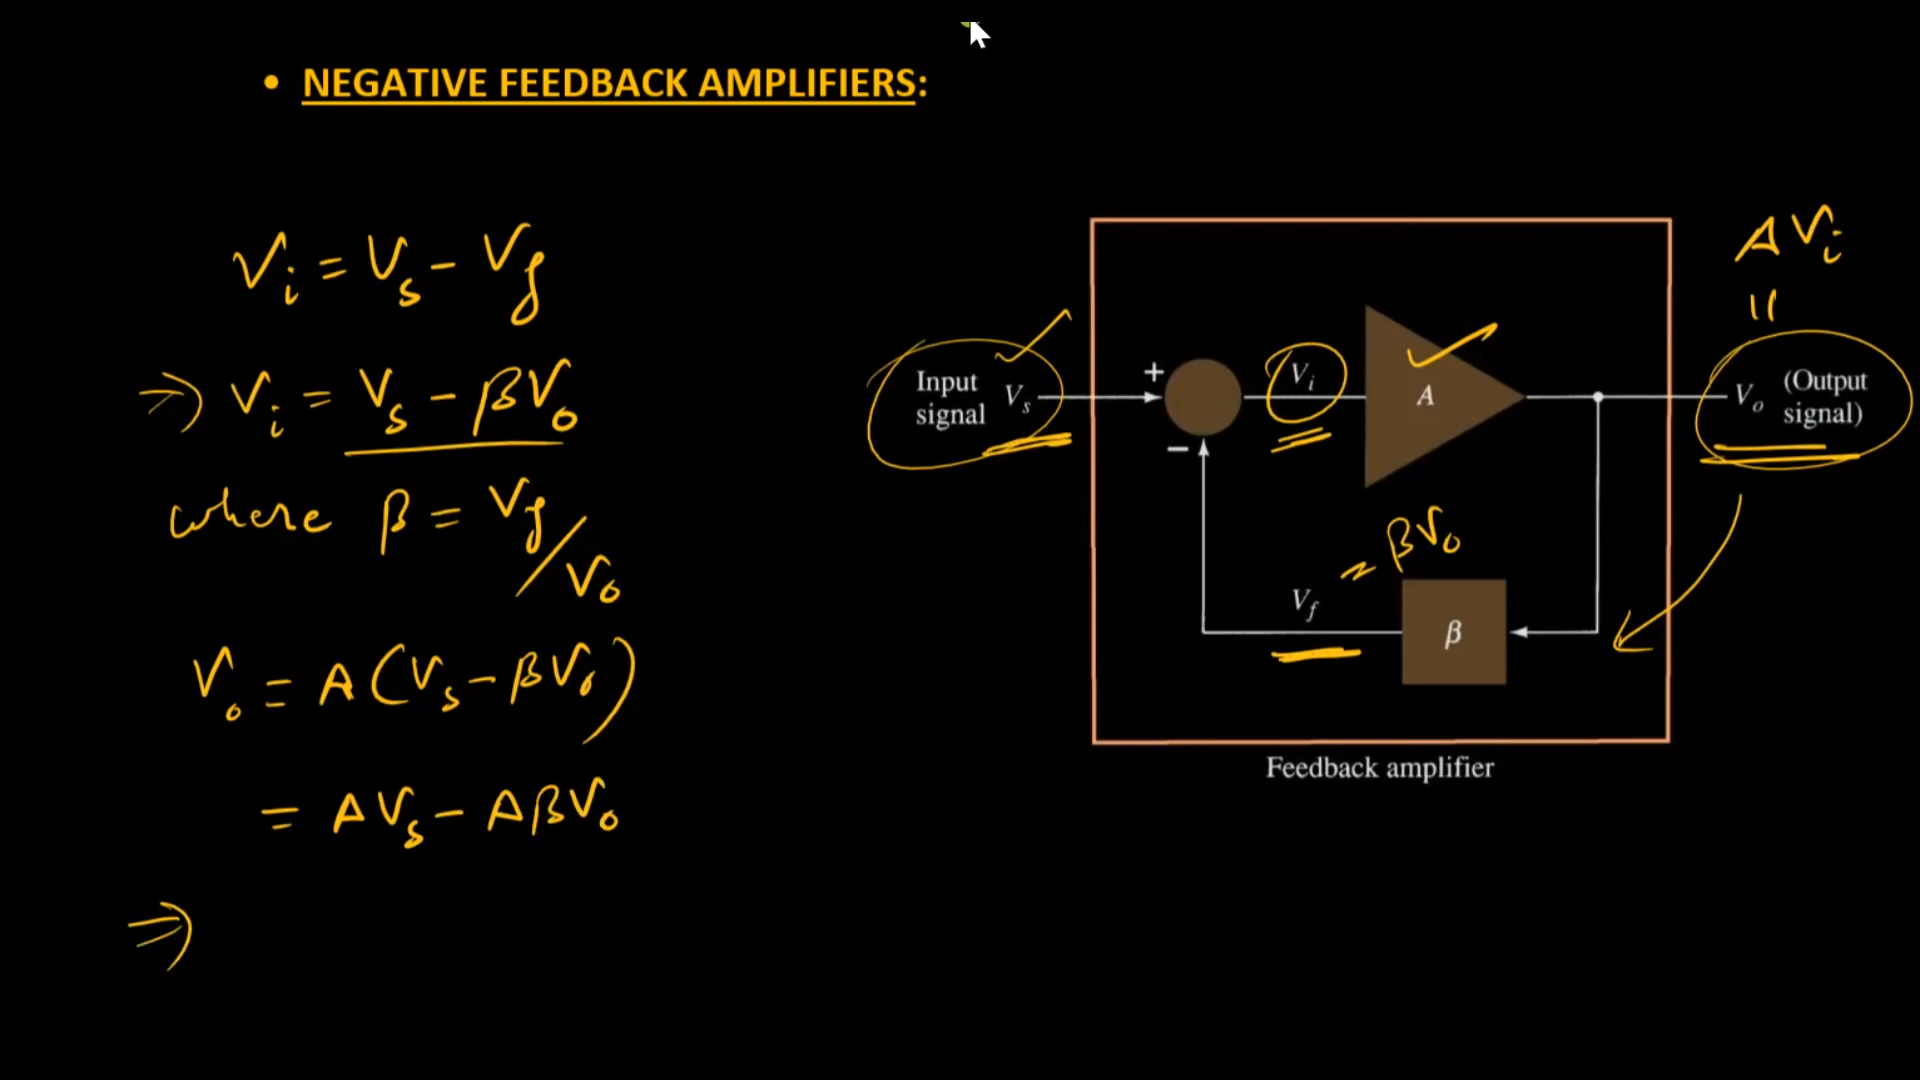 • NEGATIVE FEEDBACK AMPLIFIERS:
Vi = Vs - Vf
⇒ Vi = Vs - βVo
where β = Vf/Vo
Vo = A(Vs - βVo)
= AVs - AβVo
⇒
AVi
||
Input signal Vs
+
−
Vi
A
Vo (Output signal)
Vf = βVo
β
Feedback amplifier